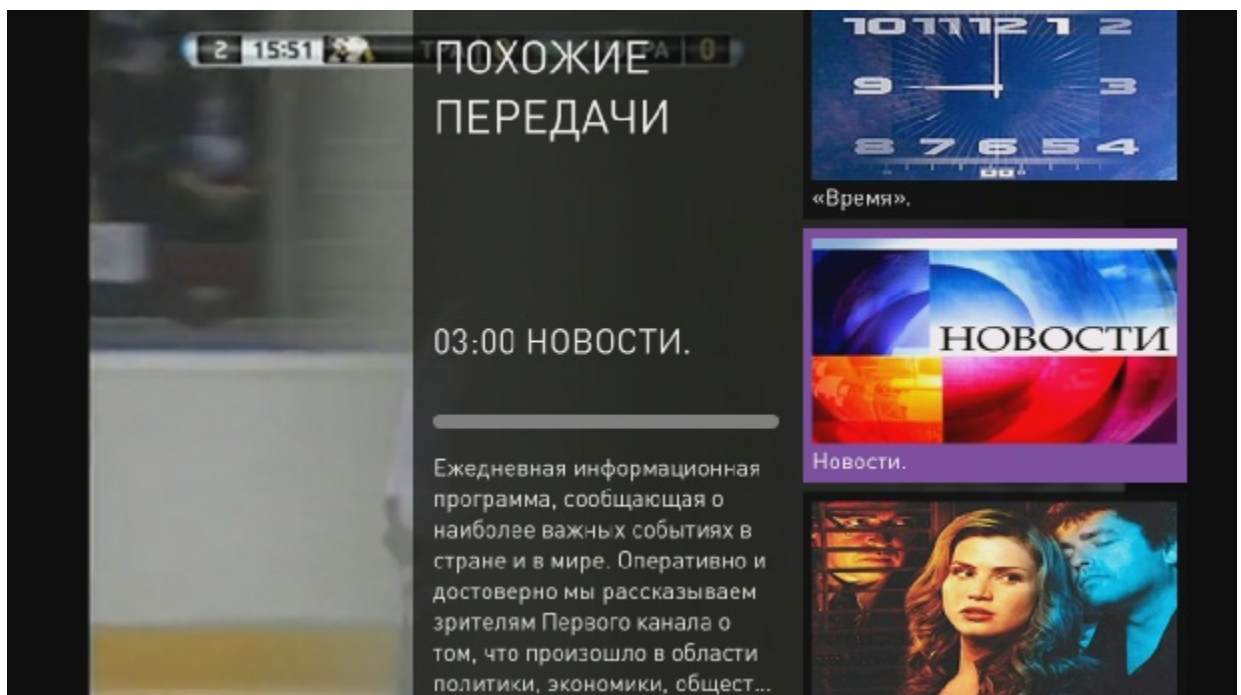 2 15:51 0
ПОХОЖИЕ
ПЕРЕДАЧИ
03:00 НОВОСТИ.
Ежедневная информационная
программа, сообщающая о
наиболее важных событиях в
стране и в мире. Оперативно и
достоверно мы рассказываем
зрителям Первого канала о
том, что произошло в области
политики, экономики, общест...
10 11 12 1 2
9 3
8 7 6 5 4
«Время».
НОВОСТИ
Новости.